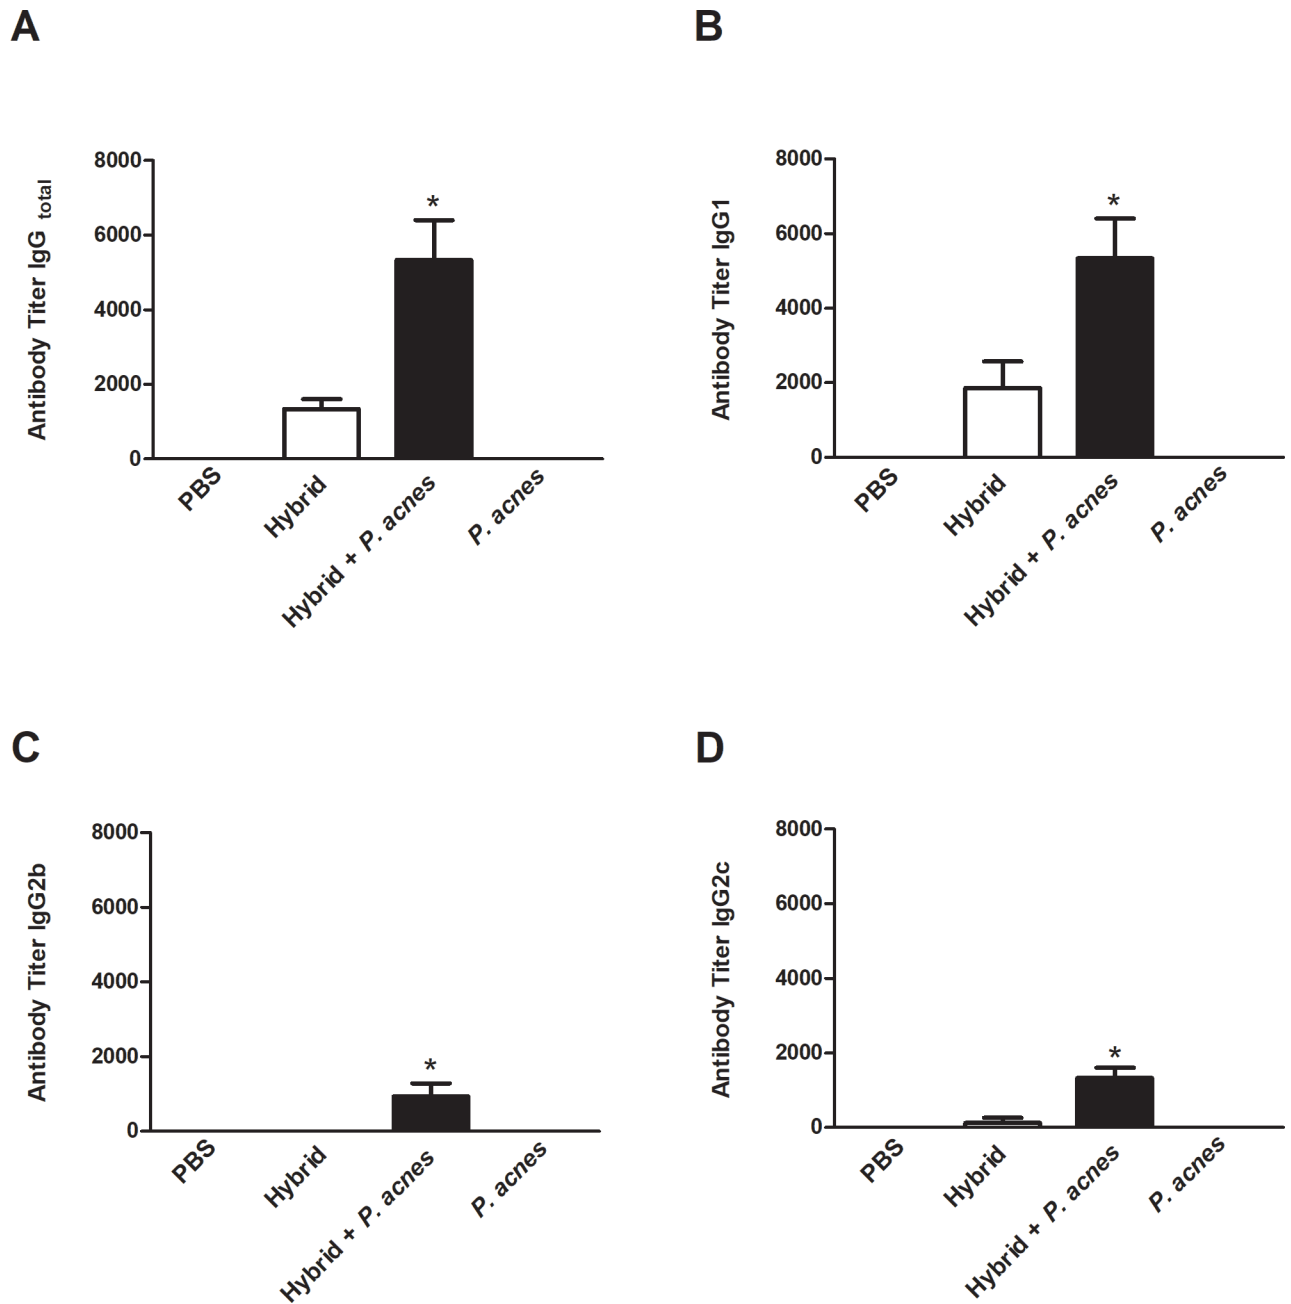 A
Antibody Titer IgG total
8000
6000
4000
2000
0
*
PBS
Hybrid
Hybrid + P. acnes
P. acnes
B
Antibody Titer IgG1
8000
6000
4000
2000
0
*
PBS
Hybrid
Hybrid + P. acnes
P. acnes
C
Antibody Titer IgG2b
8000
6000
4000
2000
0
*
PBS
Hybrid
Hybrid + P. acnes
P. acnes
D
Antibody Titer IgG2c
8000
6000
4000
2000
0
*
PBS
Hybrid
Hybrid + P. acnes
P. acnes